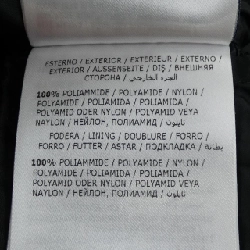 ESTERNO / EXTERIOR / EXTERIEUR / EXTERNO
/ EXTERIOR / AUSSENSEITE / DIŞ / ВНЕШНЯЯ
СТОРОНА / الجزء الخارجي
100% POLIAMMIDE / POLYAMIDE / NYLON /
POLYAMIDE / POLIAMIDA / POLIAMIDA /
POLYAMID ODER NYLON / POLYAMID VEYA
NAYLON / НЕЙЛОН, ПОЛИАМИД / نايلون
FODERA / LINING / DOUBLURE / FORRO
/ FORRO / FUTTER / ASTAR / ПОДКЛАДКА / بطانة
100% POLIAMMIDE / POLYAMIDE / NYLON /
POLYAMIDE / POLIAMIDA / POLIAMIDA /
POLYAMID ODER NYLON / POLYAMID VEYA
NAYLON / НЕЙЛОН, ПОЛИАМИД / نايلون